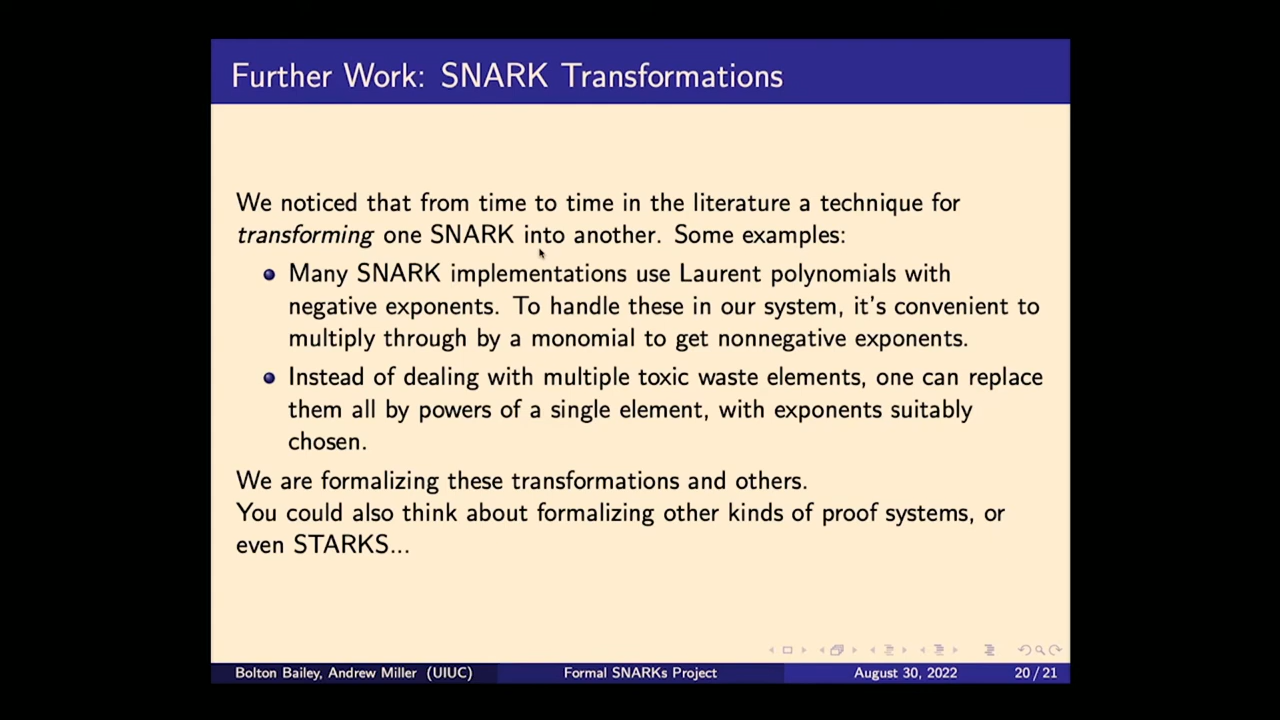 Further Work: SNARK Transformations
We noticed that from time to time in the literature a technique for
transforming one SNARK into another. Some examples:
Many SNARK implementations use Laurent polynomials with
negative exponents. To handle these in our system, it's convenient to
multiply through by a monomial to get nonnegative exponents.
Instead of dealing with multiple toxic waste elements, one can replace
them all by powers of a single element, with exponents suitably
chosen.
We are formalizing these transformations and others.
You could also think about formalizing other kinds of proof systems, or
even STARKS...
Bolton Bailey, Andrew Miller (UIUC) Formal SNARKs Project August 30, 2022 20 / 21